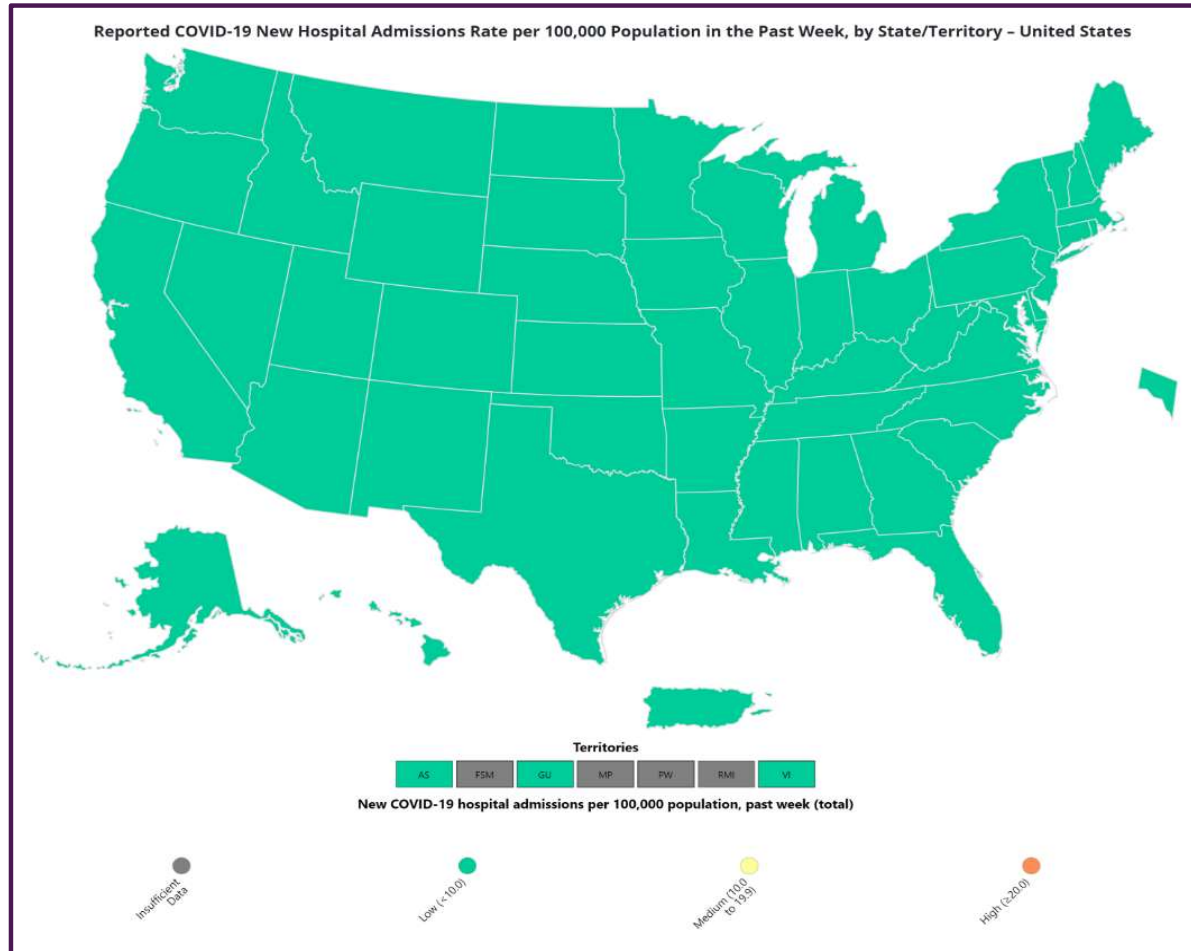 Reported COVID-19 New Hospital Admissions Rate per 100,000 Population in the Past Week, by State/Territory – United States
Territories
AS FSM GU MP PW RMI VI
New COVID-19 hospital admissions per 100,000 population, past week (total)
Insufficient
Data
Low (<10.0)
Medium (10.0
to 19.9)
High (≥20.0)